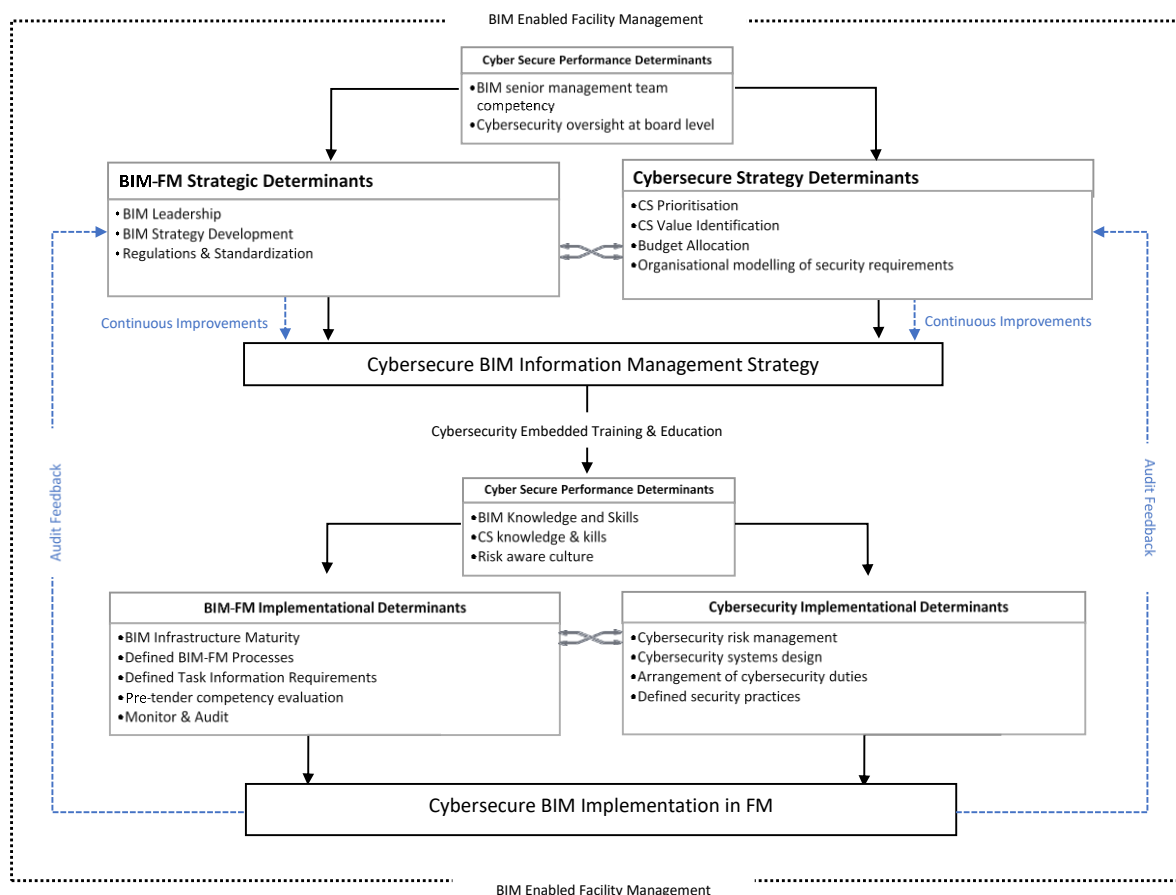 BIM Enabled Facility Management
Cyber Secure Performance Determinants
•BIM senior management team
competency
•Cybersecurity oversight at board level
BIM-FM Strategic Determinants
• BIM Leadership
• BIM Strategy Development
• Regulations & Standardization
Cybersecure Strategy Determinants
•CS Prioritisation
•CS Value Identification
•Budget Allocation
•Organisational modelling of security requirements
Continuous Improvements
Continuous Improvements
Cybersecure BIM Information Management Strategy
Cybersecurity Embedded Training & Education
Audit Feedback
Audit Feedback
Cyber Secure Performance Determinants
•BIM Knowledge and Skills
•CS knowledge & kills
•Risk aware culture
BIM-FM Implementational Determinants
•BIM Infrastructure Maturity
•Defined BIM-FM Processes
•Defined Task Information Requirements
•Pre-tender competency evaluation
•Monitor & Audit
Cybersecurity Implementational Determinants
•Cybersecurity risk management
•Cybersecurity systems design
•Arrangement of cybersecurity duties
•Defined security practices
Cybersecure BIM Implementation in FM
BIM Enabled Facility Management